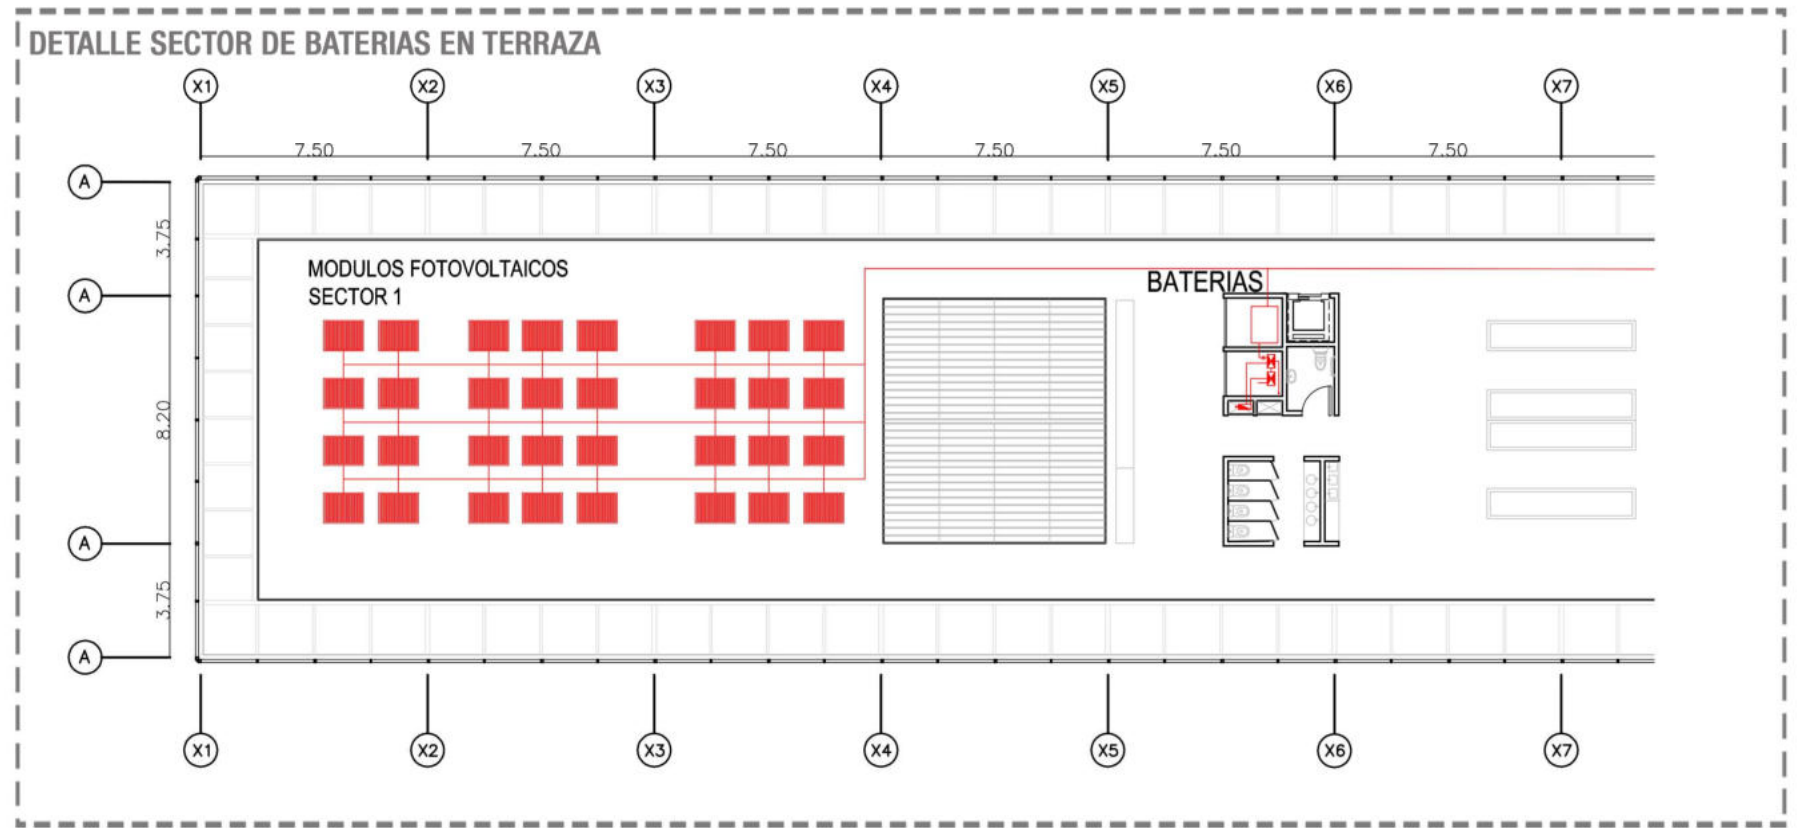 DETALLE SECTOR DE BATERIAS EN TERRAZA
X1 X2 X3 X4 X5 X6 X7
7.50 7.50 7.50 7.50 7.50 7.50
A
3.75
A
8.20
A
3.75
A
MODULOS FOTOVOLTAICOS
SECTOR 1
BATERIAS
X1 X2 X3 X4 X5 X6 X7